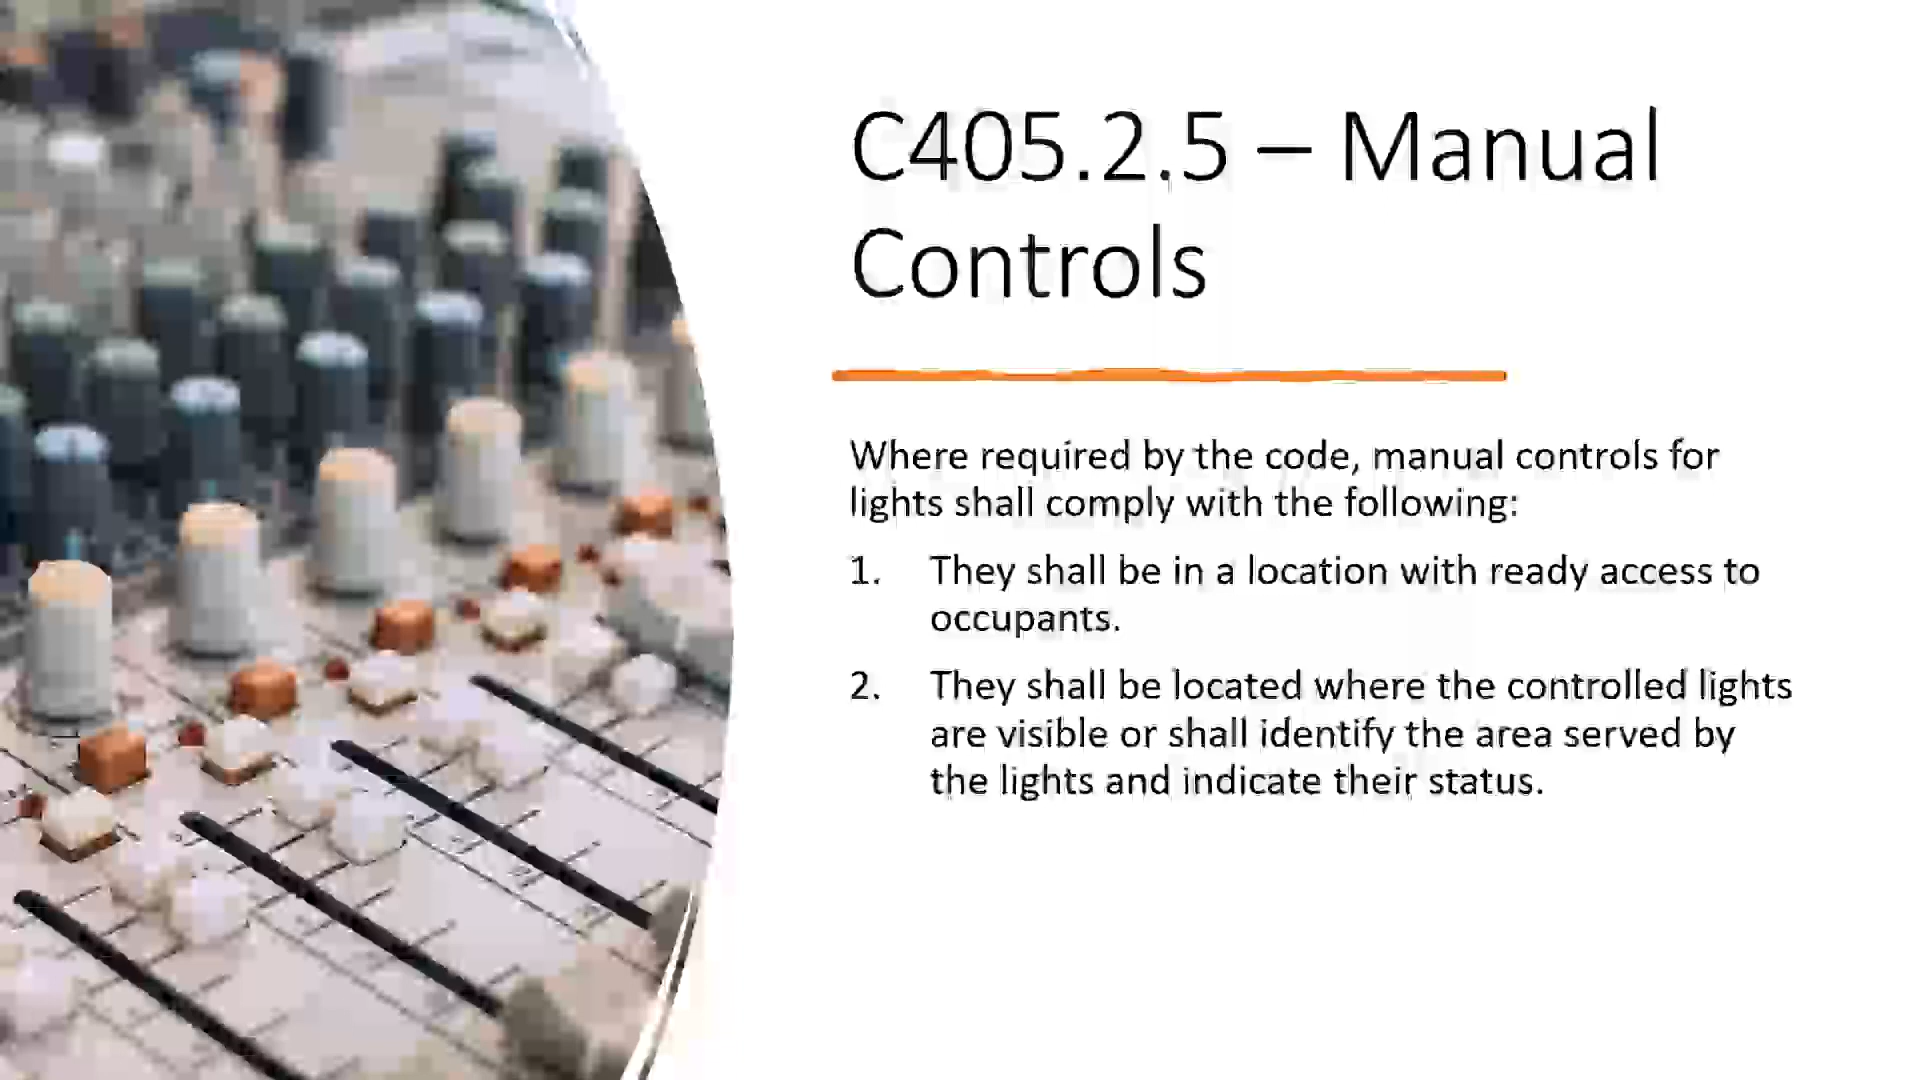 C405.2.5 – Manual
Controls
Where required by the code, manual controls for
lights shall comply with the following:
1. They shall be in a location with ready access to
occupants.
2. They shall be located where the controlled lights
are visible or shall identify the area served by
the lights and indicate their status.